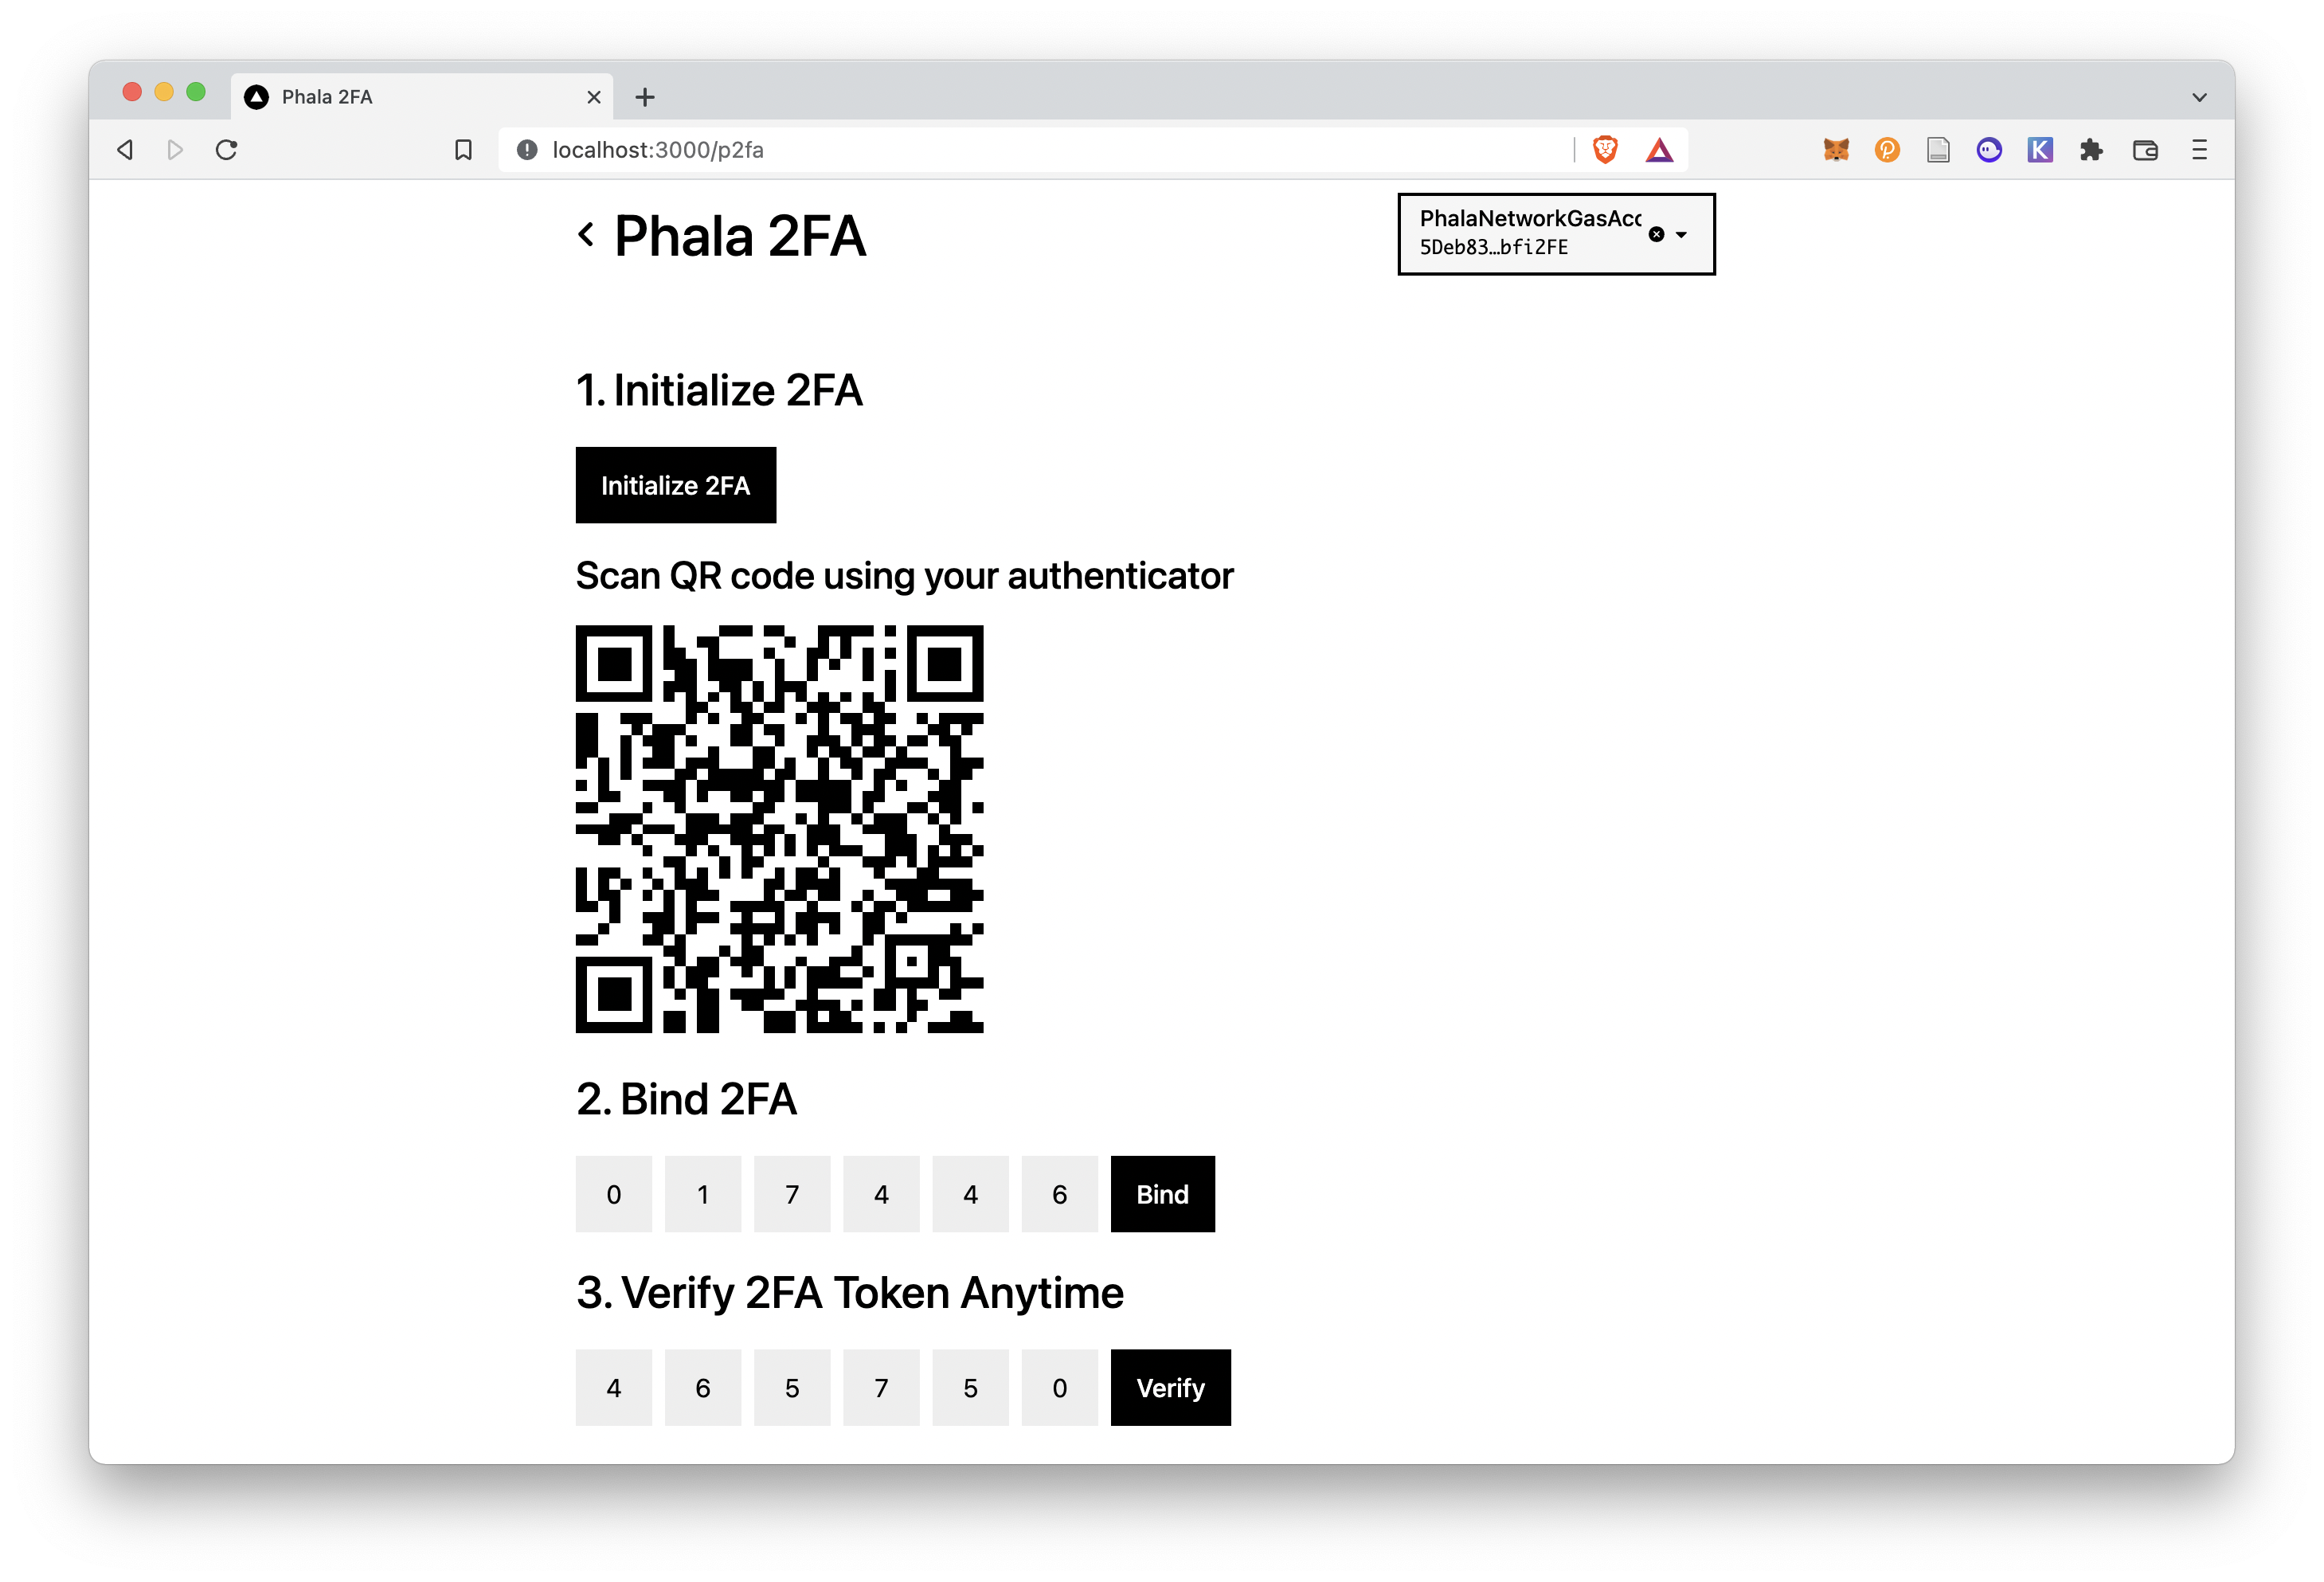 Phala 2FA
localhost:3000/p2fa
K
Phala 2FA
PhalaNetworkGasAcc
5Deb83…bfi2FE
1. Initialize 2FA
Initialize 2FA
Scan QR code using your authenticator
2. Bind 2FA
0 1 7 4 4 6 Bind
3. Verify 2FA Token Anytime
4 6 5 7 5 0 Verify